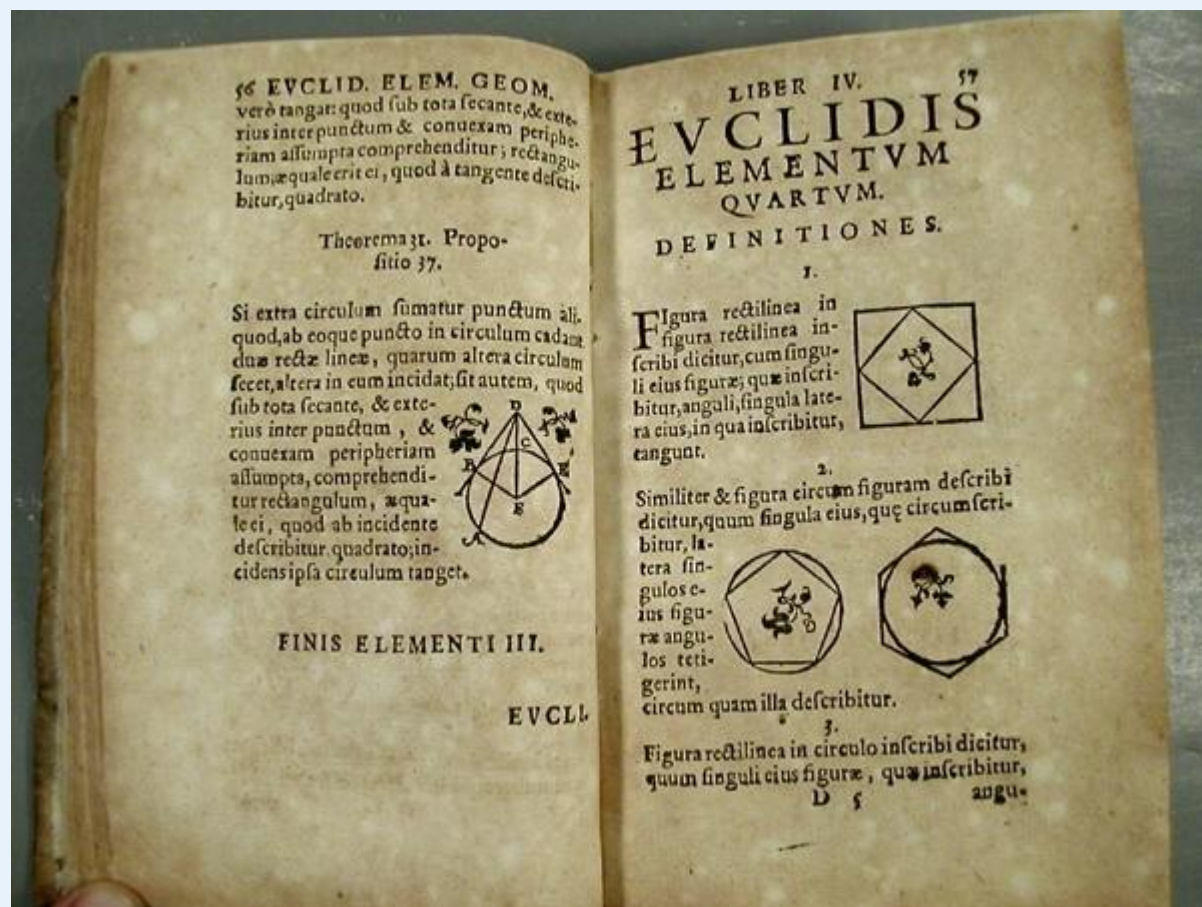 56 EVCLID. ELEM. GEOM.
verò tangat: quod ſub tota ſecante, & exte-
rius inter punctum & conuexam periphe-
riam aſſumpta comprehenditur; rectangu-
lum, æquale erit ei, quod à tangente deſcri-
bitur, quadrato.
Theorema 31. Propo-
ſitio 37.
Si extra circulum ſumatur punctum ali-
quod, ab eoque puncto in circulum cadant
duæ rectæ lineæ, quarum altera circulum
ſecet, altera in eum incidat; ſit autem, quod
ſub tota ſecante, & exte-
rius inter punctum, &
conuexam peripheriam
aſſumpta, comprehendi-
tur rectangulum, æqua-
le ei, quod ab incidente
deſcribitur quadrato; in-
cidens ipſa circulum tanget.
D
C
B
E
A
FINIS ELEMENTI III.
EVCLI.
LIBER IV. 57
EVCLIDIS
ELEMENTVM
QVARTVM.
DEFINITIONES.
1.
FIgura rectilinea in
figura rectilinea in-
ſcribi dicitur, cum ſingu-
li eius figuræ; quæ inſcri-
bitur, anguli, ſingula late-
ra eius, in qua inſcribitur,
tangunt.
2.
Similiter & figura circum figuram deſcribi
dicitur, quum ſingula eius, quę circumſcri-
bitur, la-
tera ſin-
gulos e-
ius figu-
ræ angu-
los teti-
gerint,
circum quam illa deſcribitur.
3.
Figura rectilinea in circulo inſcribi dicitur,
quum ſinguli eius figuræ, quæ inſcribitur,
D 5 angu-